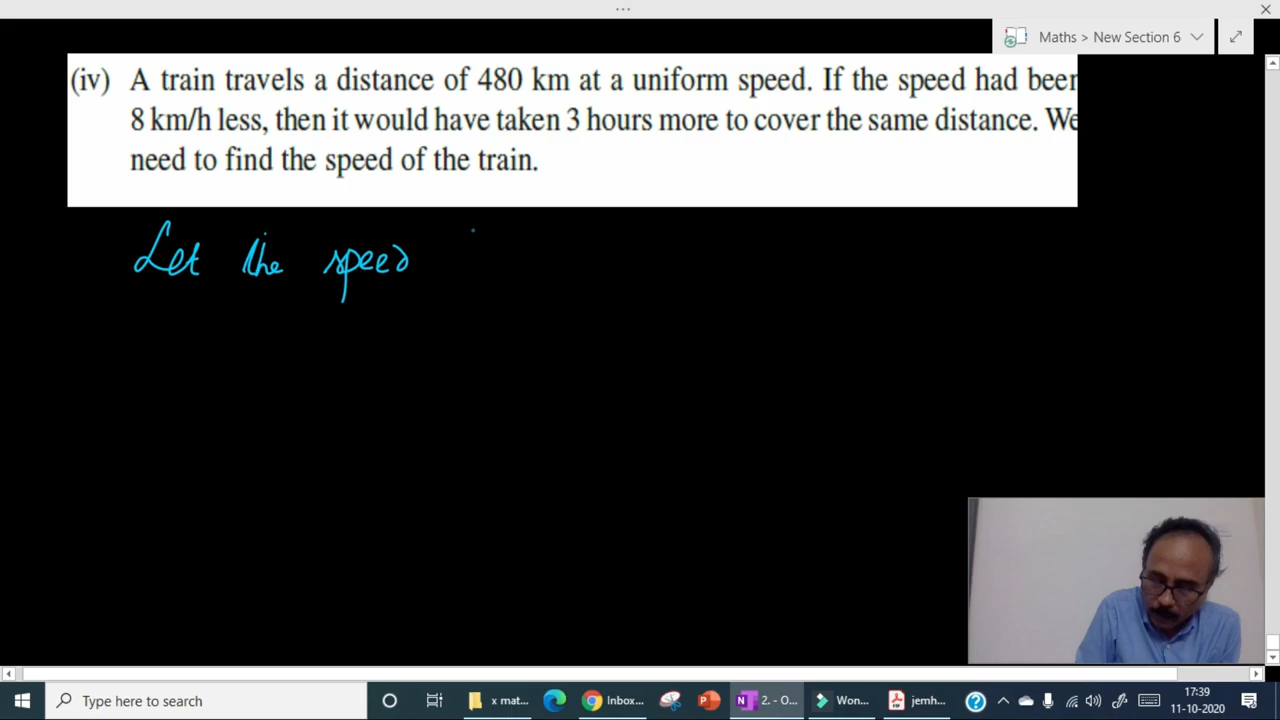 ...
Maths > New Section 6
(iv) A train travels a distance of 480 km at a uniform speed. If the speed had been
8 km/h less, then it would have taken 3 hours more to cover the same distance. We
need to find the speed of the train.
Let the speed
Type here to search
x mat...
Inbox...
2. - O...
Won...
jemh...
17:39
11-10-2020